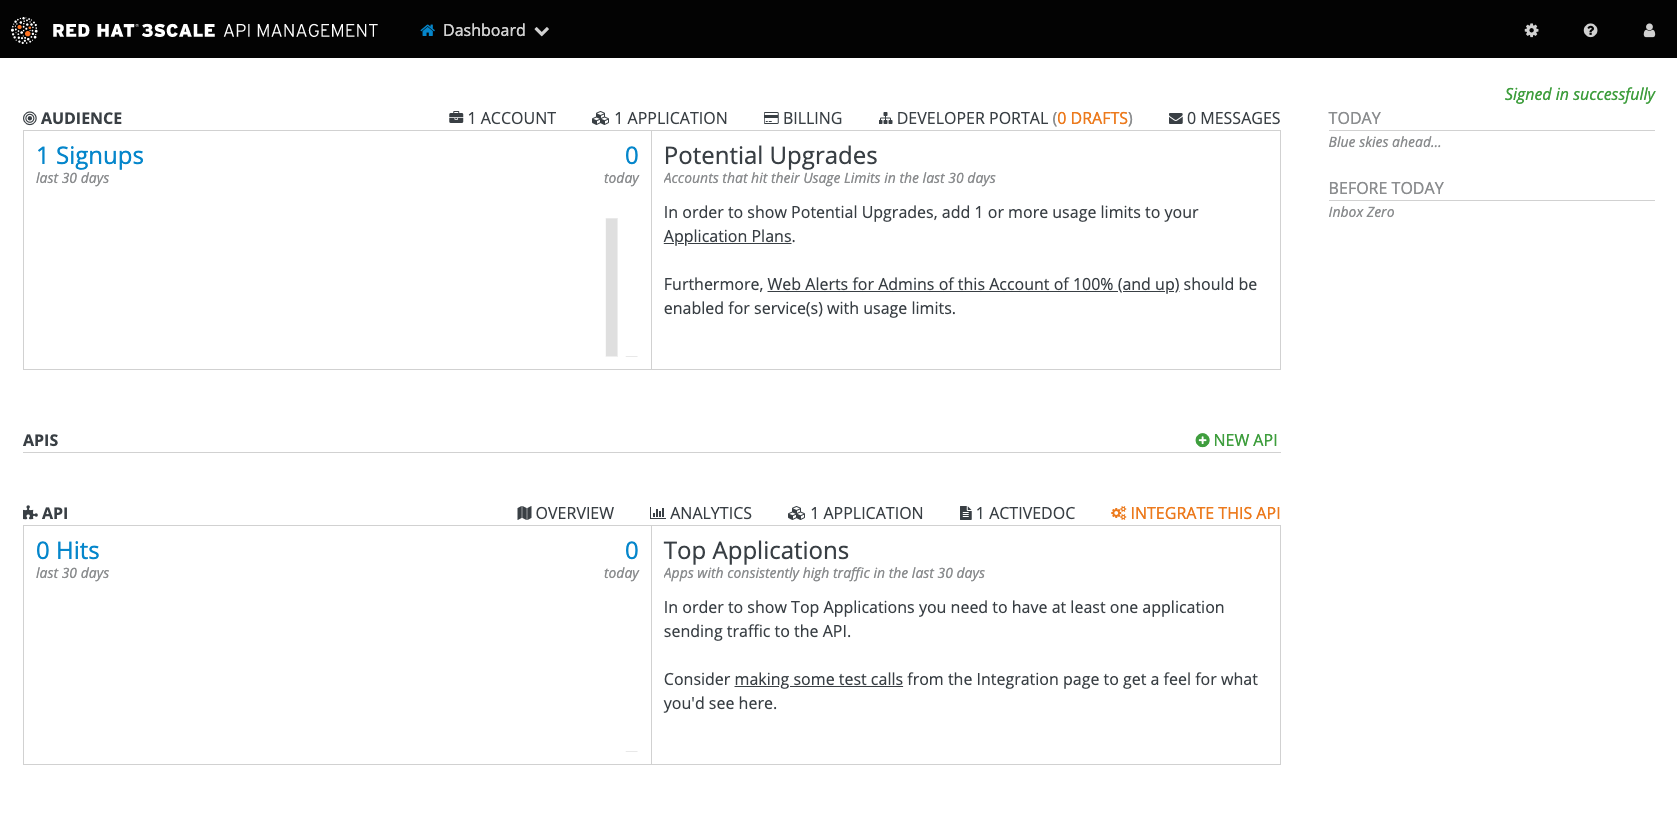 RED HAT® 3SCALE API MANAGEMENT
Dashboard
Signed in successfully
AUDIENCE
1 ACCOUNT
1 APPLICATION
BILLING
DEVELOPER PORTAL (0 DRAFTS)
0 MESSAGES
1 Signups
last 30 days
0
today
Potential Upgrades
Accounts that hit their Usage Limits in the last 30 days
In order to show Potential Upgrades, add 1 or more usage limits to your
Application Plans.
Furthermore, Web Alerts for Admins of this Account of 100% (and up) should be
enabled for service(s) with usage limits.
TODAY
Blue skies ahead...
BEFORE TODAY
Inbox Zero
APIS
NEW API
API
OVERVIEW
ANALYTICS
1 APPLICATION
1 ACTIVEDOC
INTEGRATE THIS API
0 Hits
last 30 days
0
today
Top Applications
Apps with consistently high traffic in the last 30 days
In order to show Top Applications you need to have at least one application
sending traffic to the API.
Consider making some test calls from the Integration page to get a feel for what
you'd see here.